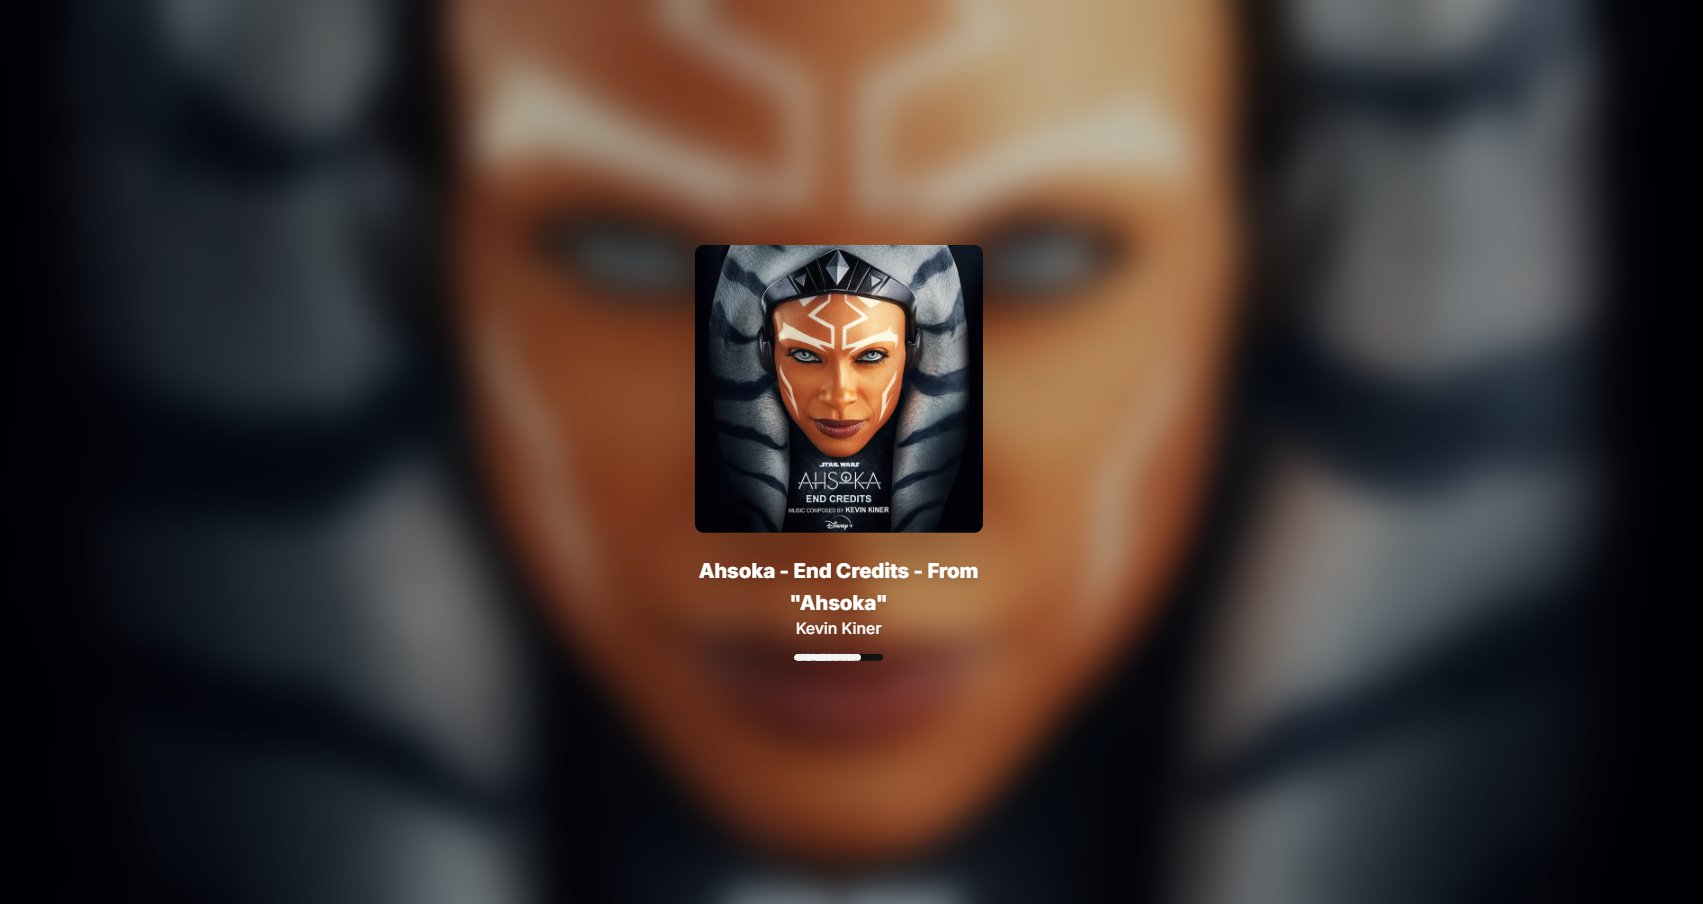 STAR WARS
AHSOKA
END CREDITS
MUSIC COMPOSED BY KEVIN KINER
Disney+
Ahsoka - End Credits - From
"Ahsoka"
Kevin Kiner